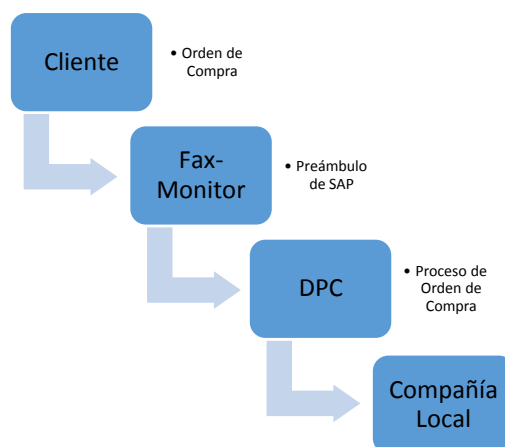 Cliente
• Orden de
Compra
Fax-
Monitor
• Preámbulo
de SAP
DPC
• Proceso de
Orden de
Compra
Compañía
Local